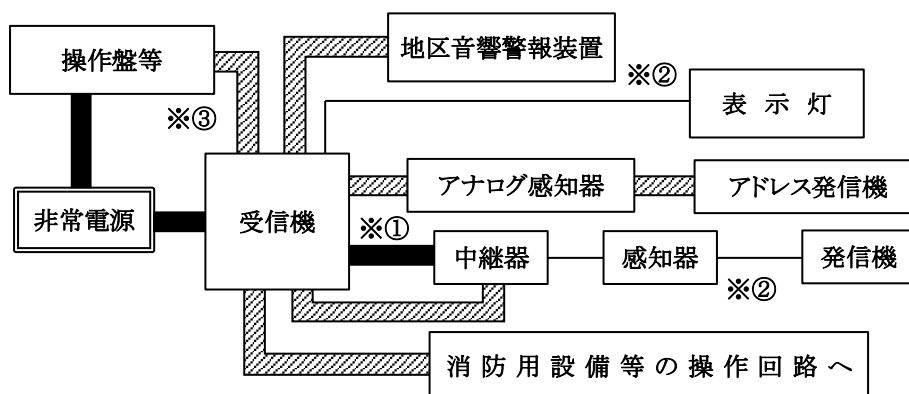 操作盤等
地区音響警報装置
※②
表示灯
※③
アナログ感知器
アドレス発信機
非常電源
受信機
※①
中継器
感知器
発信機
※②
消防用設備等の操作回路へ